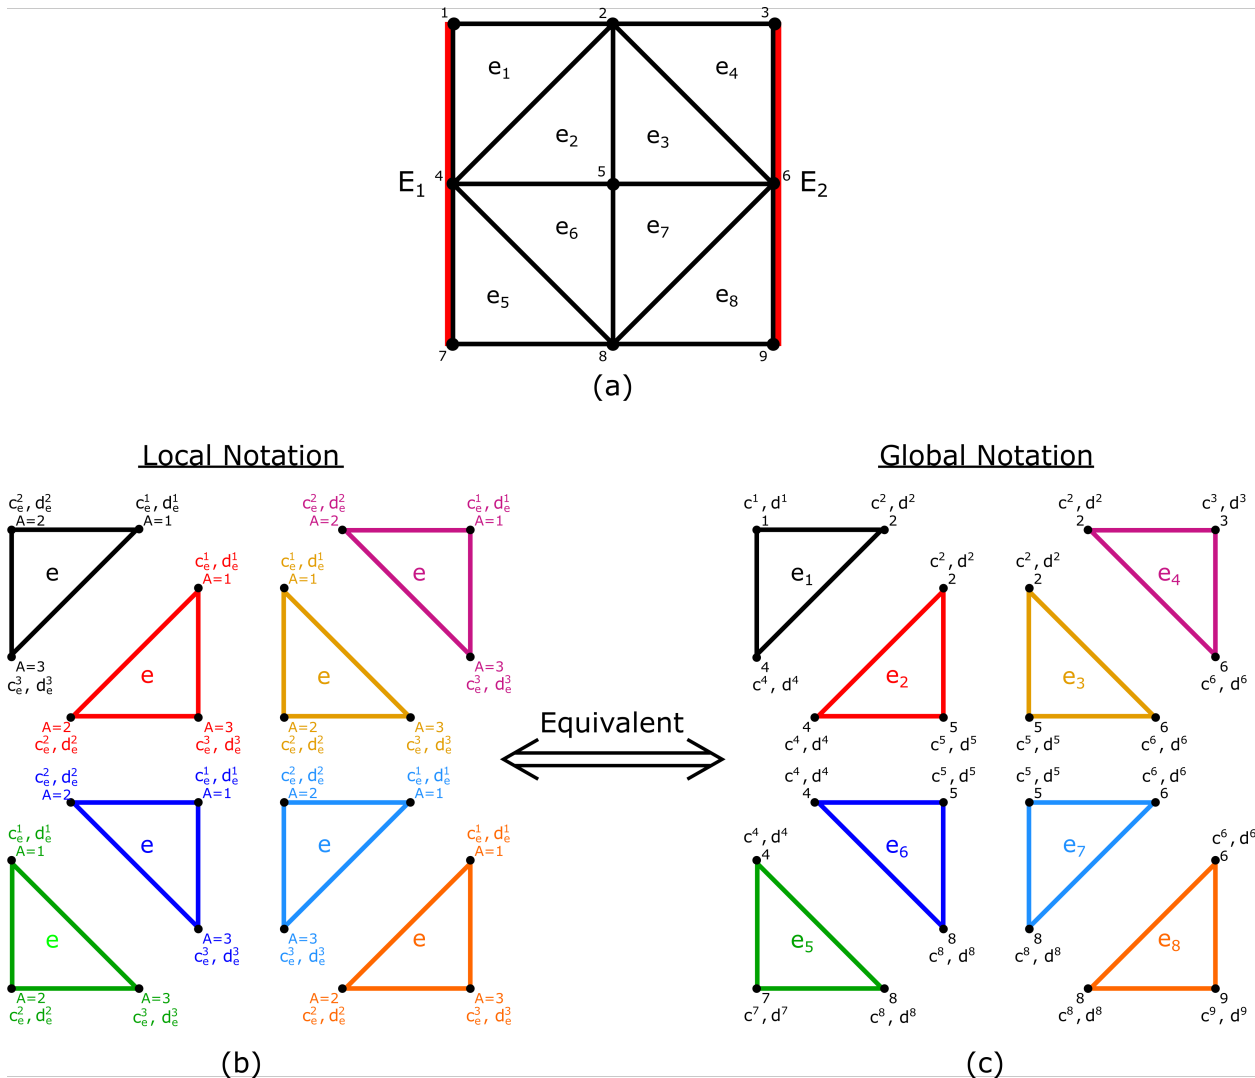 1 2 3
e1 e4
e2 e3
E1 4 5 6 E2
e6 e7
e5 e8
7 8 9
(a)
Local Notation
c²e, d²e c¹e, d¹e
A=2 A=1
e
A=3
c³e, d³e
c¹e, d¹e
A=1
e
A=2 A=3
c²e, d²e c³e, d³e
c¹e, d¹e
A=1
e
A=2 A=3
c²e, d²e c³e, d³e
c²e, d²e c¹e, d¹e
A=2 A=1
e
A=3
c³e, d³e
c²e, d²e c¹e, d¹e
A=2 A=1
e
A=3
c³e, d³e
c²e, d²e c¹e, d¹e
A=2 A=1
e
A=3
c³e, d³e
c¹e, d¹e
A=1
e
A=2 A=3
c²e, d²e c³e, d³e
c¹e, d¹e
A=1
e
A=2 A=3
c²e, d²e c³e, d³e
(b)
Equivalent
Global Notation
c¹, d¹ c², d²
1 2
e1
4
c⁴, d⁴
c², d²
2
e2
4 5
c⁴, d⁴ c⁵, d⁵
c², d²
2
e3
5 6
c⁵, d⁵ c⁶, d⁶
c², d² c³, d³
2 3
e4
6
c⁶, d⁶
c⁴, d⁴ c⁵, d⁵
4 5
e6
8
c⁸, d⁸
c⁵, d⁵ c⁶, d⁶
5 6
e7
8
c⁸, d⁸
c⁴, d⁴
4
e5
7 8
c⁷, d⁷ c⁸, d⁸
c⁶, d⁶
6
e8
8 9
c⁸, d⁸ c⁹, d⁹
(c)